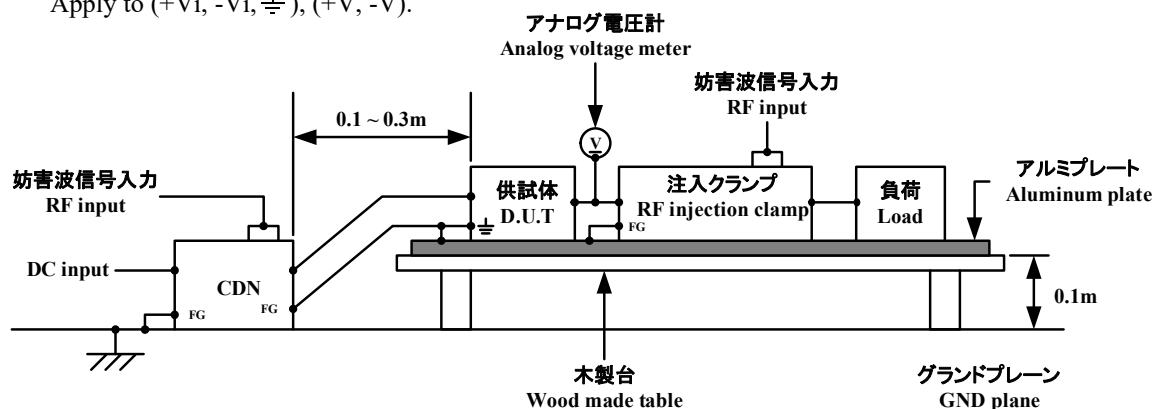 Apply to (+Vi, -Vi, ⏚ ), (+V, -V).
アナログ電圧計
Analog voltage meter
妨害波信号入力
RF input
0.1 ~ 0.3m
V
妨害波信号入力
RF input
供試体
D.U.T
注入クランプ
RF injection clamp
FG
負荷
Load
アルミプレート
Aluminum plate
DC input
CDN
FG
FG
0.1m
木製台
Wood made table
グランドプレーン
GND plane